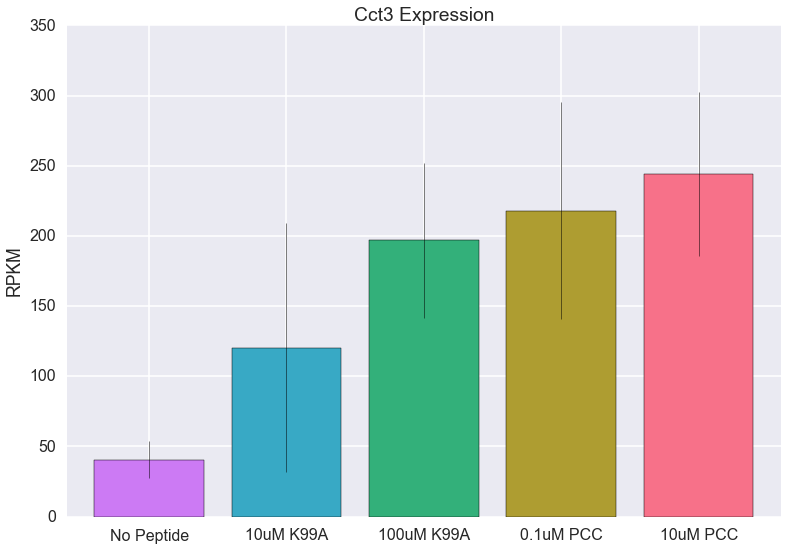 Cct3 Expression
350
300
250
200
150
100
50
0
RPKM
No Peptide
10uM K99A
100uM K99A
0.1uM PCC
10uM PCC